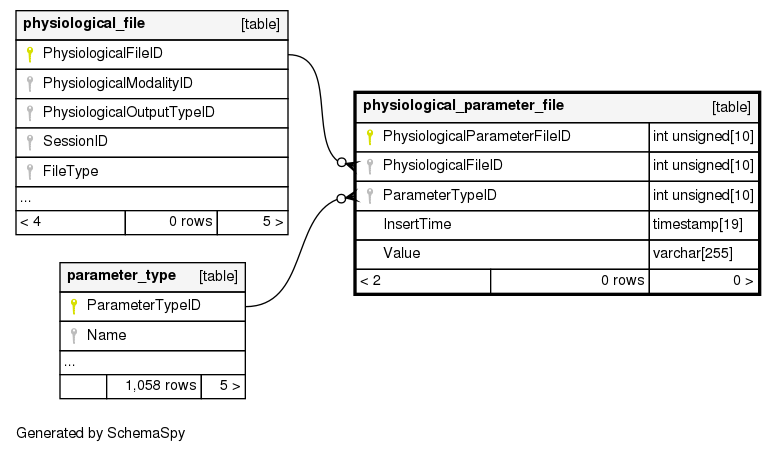 physiological_file [table]
PhysiologicalFileID
PhysiologicalModalityID
PhysiologicalOutputTypeID
SessionID
FileType
...
< 4 0 rows 5 >
physiological_parameter_file [table]
PhysiologicalParameterFileID int unsigned[10]
PhysiologicalFileID int unsigned[10]
ParameterTypeID int unsigned[10]
InsertTime timestamp[19]
Value varchar[255]
< 2 0 rows 0 >
parameter_type [table]
ParameterTypeID
Name
...
1,058 rows 5 >
Generated by SchemaSpy